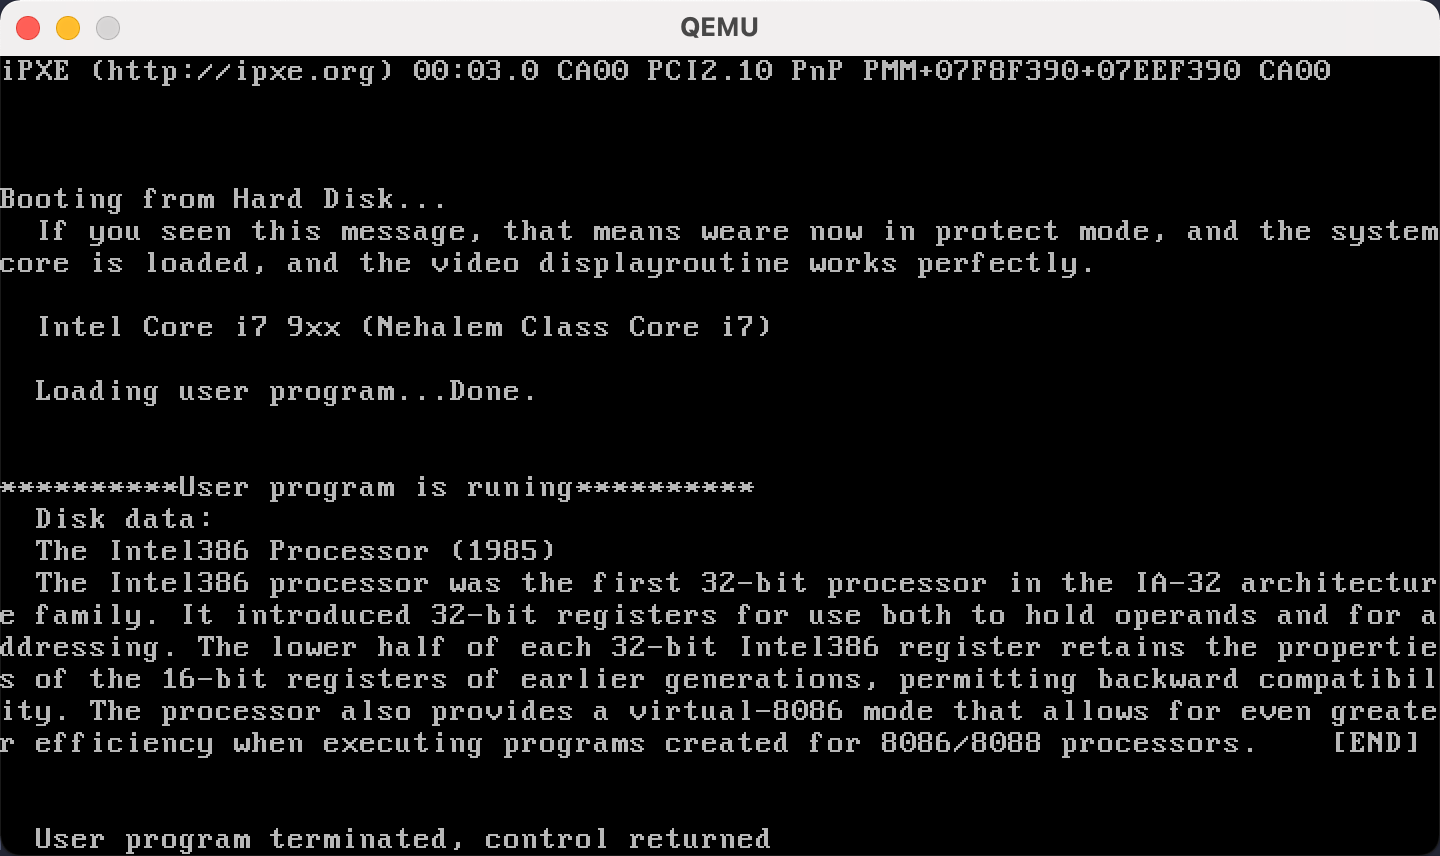 QEMU
iPXE (http://ipxe.org) 00:03.0 CA00 PCI2.10 PnP PMM+07F8F390+07EEF390 CA00
Booting from Hard Disk...
If you seen this message, that means weare now in protect mode, and the system
core is loaded, and the video displayroutine works perfectly.
Intel Core i7 9xx (Nehalem Class Core i7)
Loading user program...Done.
**********User program is runing**********
Disk data:
The Intel386 Processor (1985)
The Intel386 processor was the first 32-bit processor in the IA-32 architectur
e family. It introduced 32-bit registers for use both to hold operands and for a
ddressing. The lower half of each 32-bit Intel386 register retains the propertie
s of the 16-bit registers of earlier generations, permitting backward compatibil
ity. The processor also provides a virtual-8086 mode that allows for even greate
r efficiency when executing programs created for 8086/8088 processors.    [END]
User program terminated, control returned